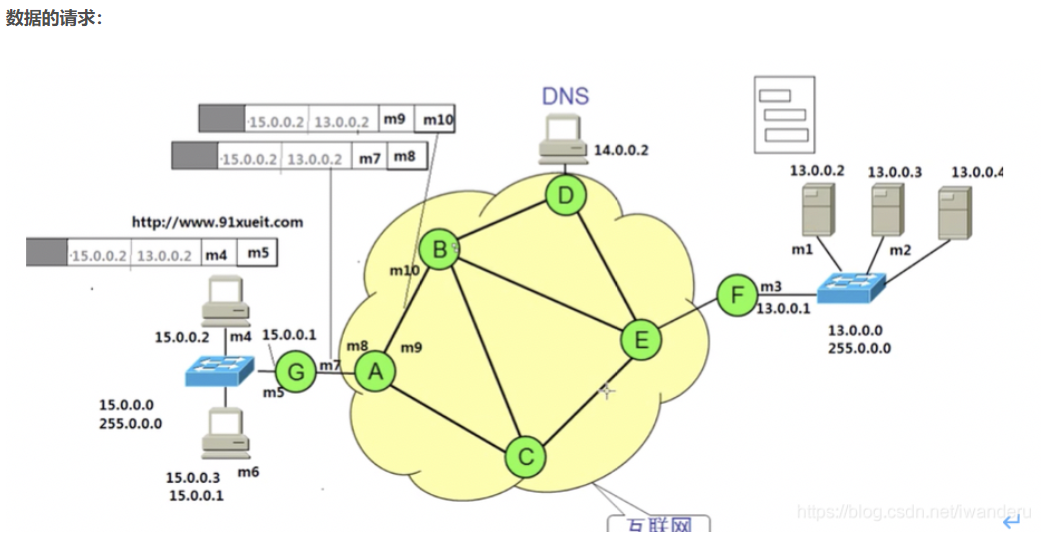 数据的请求：
DNS
15.0.0.2 13.0.0.2 m9 m10
14.0.0.2
15.0.0.2 13.0.0.2 m7 m8
13.0.0.2 13.0.0.3 13.0.0.4
http://www.91xueit.com
D
15.0.0.2 13.0.0.2 m4 m5
B
m1 m2
m10
F m3
13.0.0.1
15.0.0.2 m4 15.0.0.1
m8 m9
E
13.0.0.0
255.0.0.0
G m7 A
m5
15.0.0.0
255.0.0.0
C
m6
15.0.0.3
15.0.0.1
互联网
https://blog.csdn.net/iwanderu